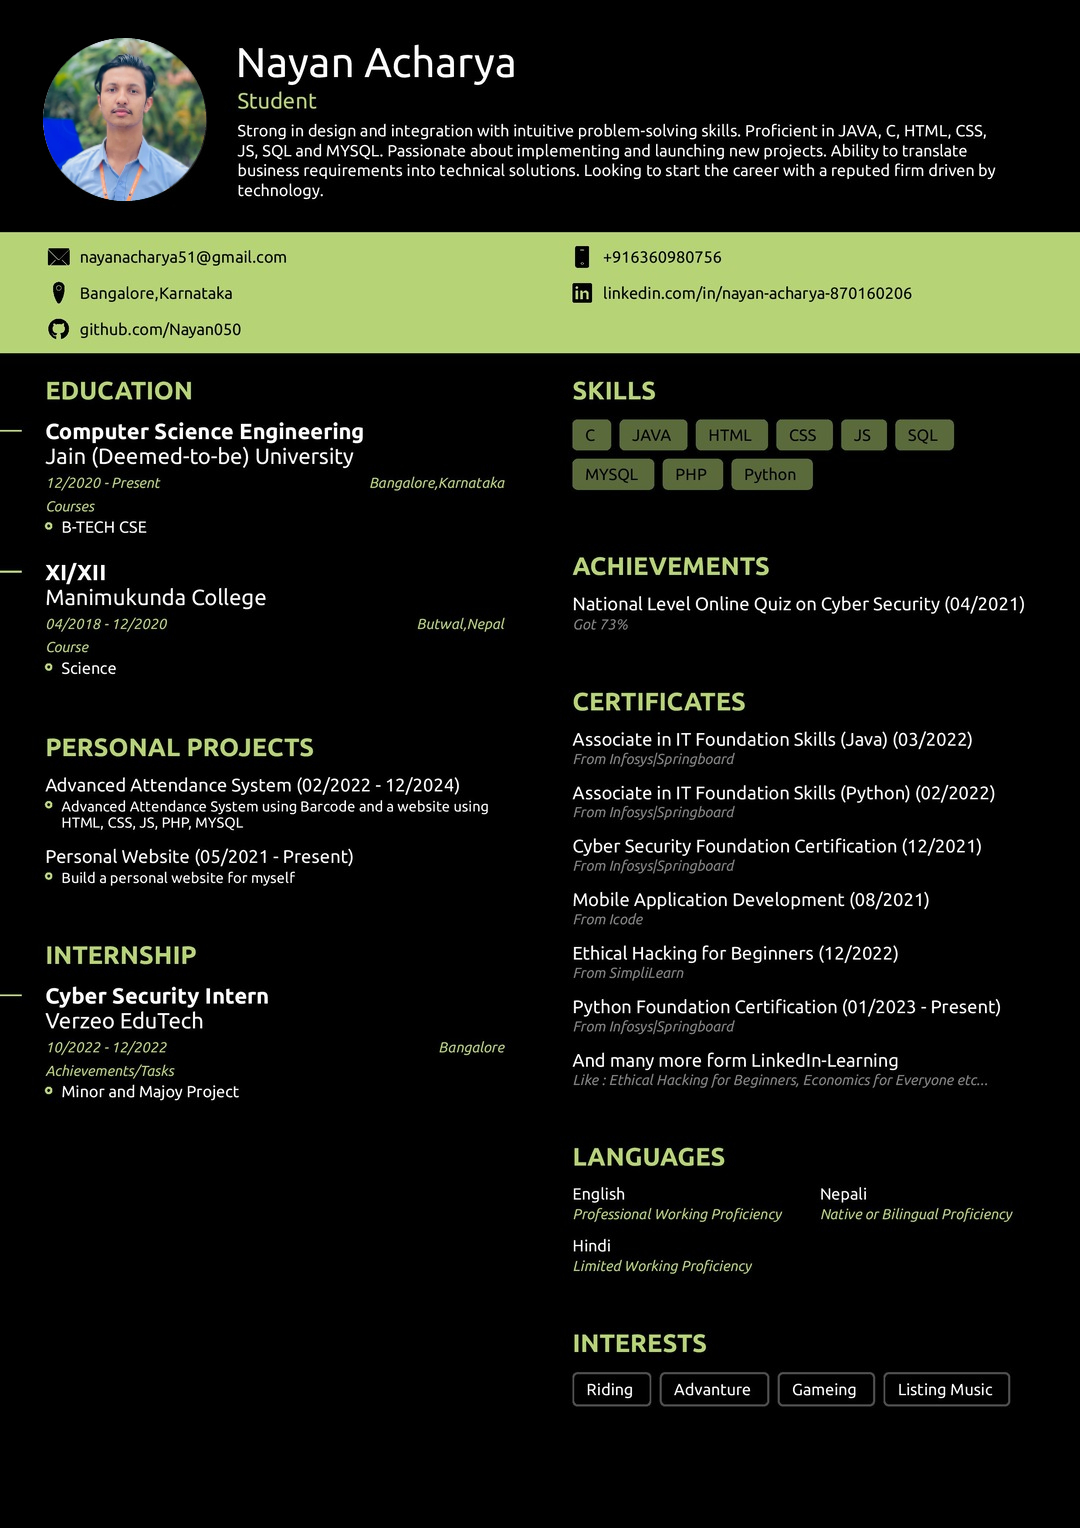 Nayan Acharya
Student
Strong in design and integration with intuitive problem-solving skills. Proficient in JAVA, C, HTML, CSS,
JS, SQL and MYSQL. Passionate about implementing and launching new projects. Ability to translate
business requirements into technical solutions. Looking to start the career with a reputed firm driven by
technology.
nayanacharya51@gmail.com
+916360980756
Bangalore,Karnataka
linkedin.com/in/nayan-acharya-870160206
github.com/Nayan050
EDUCATION
Computer Science Engineering
Jain (Deemed-to-be) University
12/2020 - Present Bangalore,Karnataka
Courses
B-TECH CSE
XI/XII
Manimukunda College
04/2018 - 12/2020 Butwal,Nepal
Course
Science
PERSONAL PROJECTS
Advanced Attendance System (02/2022 - 12/2024)
Advanced Attendance System using Barcode and a website using
HTML, CSS, JS, PHP, MYSQL
Personal Website (05/2021 - Present)
Build a personal website for myself
INTERNSHIP
Cyber Security Intern
Verzeo EduTech
10/2022 - 12/2022 Bangalore
Achievements/Tasks
Minor and Majoy Project
SKILLS
C JAVA HTML CSS JS SQL
MYSQL PHP Python
ACHIEVEMENTS
National Level Online Quiz on Cyber Security (04/2021)
Got 73%
CERTIFICATES
Associate in IT Foundation Skills (Java) (03/2022)
From Infosys|Springboard
Associate in IT Foundation Skills (Python) (02/2022)
From Infosys|Springboard
Cyber Security Foundation Certification (12/2021)
From Infosys|Springboard
Mobile Application Development (08/2021)
From Icode
Ethical Hacking for Beginners (12/2022)
From SimpliLearn
Python Foundation Certification (01/2023 - Present)
From Infosys|Springboard
And many more form LinkedIn-Learning
Like : Ethical Hacking for Beginners, Economics for Everyone etc...
LANGUAGES
English Nepali
Professional Working Proficiency Native or Bilingual Proficiency
Hindi
Limited Working Proficiency
INTERESTS
Riding Advanture Gameing Listing Music